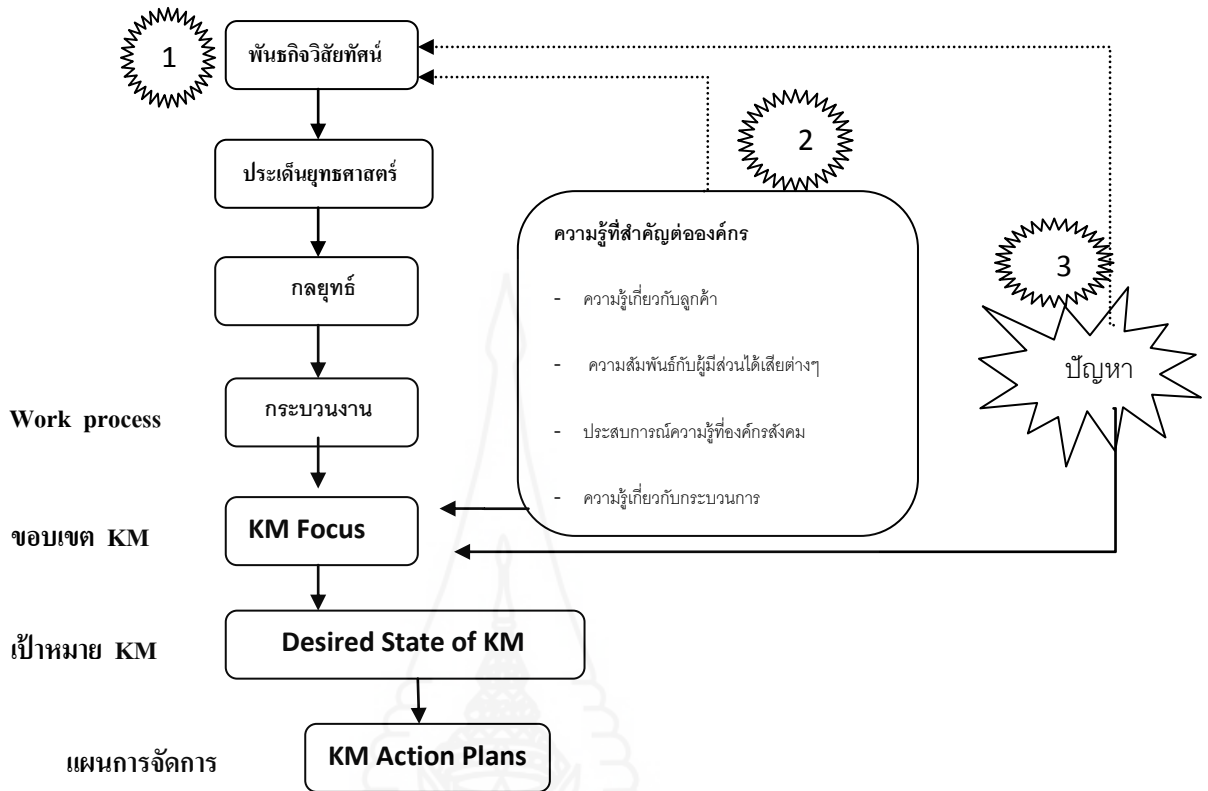 1
พันธกิจวิสัยทัศน์
2
ประเด็นยุทธศาสตร์
ความรู้ที่สำคัญต่อองค์กร
3
กลยุทธ์
- ความรู้เกี่ยวกับลูกค้า
- ความสัมพันธ์กับผู้มีส่วนได้เสียต่างๆ
ปัญหา
Work process
กระบวนงาน
- ประสบการณ์ความรู้ที่องค์กรสังคม
- ความรู้เกี่ยวกับกระบวนการ
ขอบเขต KM
KM Focus
เป้าหมาย KM
Desired State of KM
แผนการจัดการ
KM Action Plans